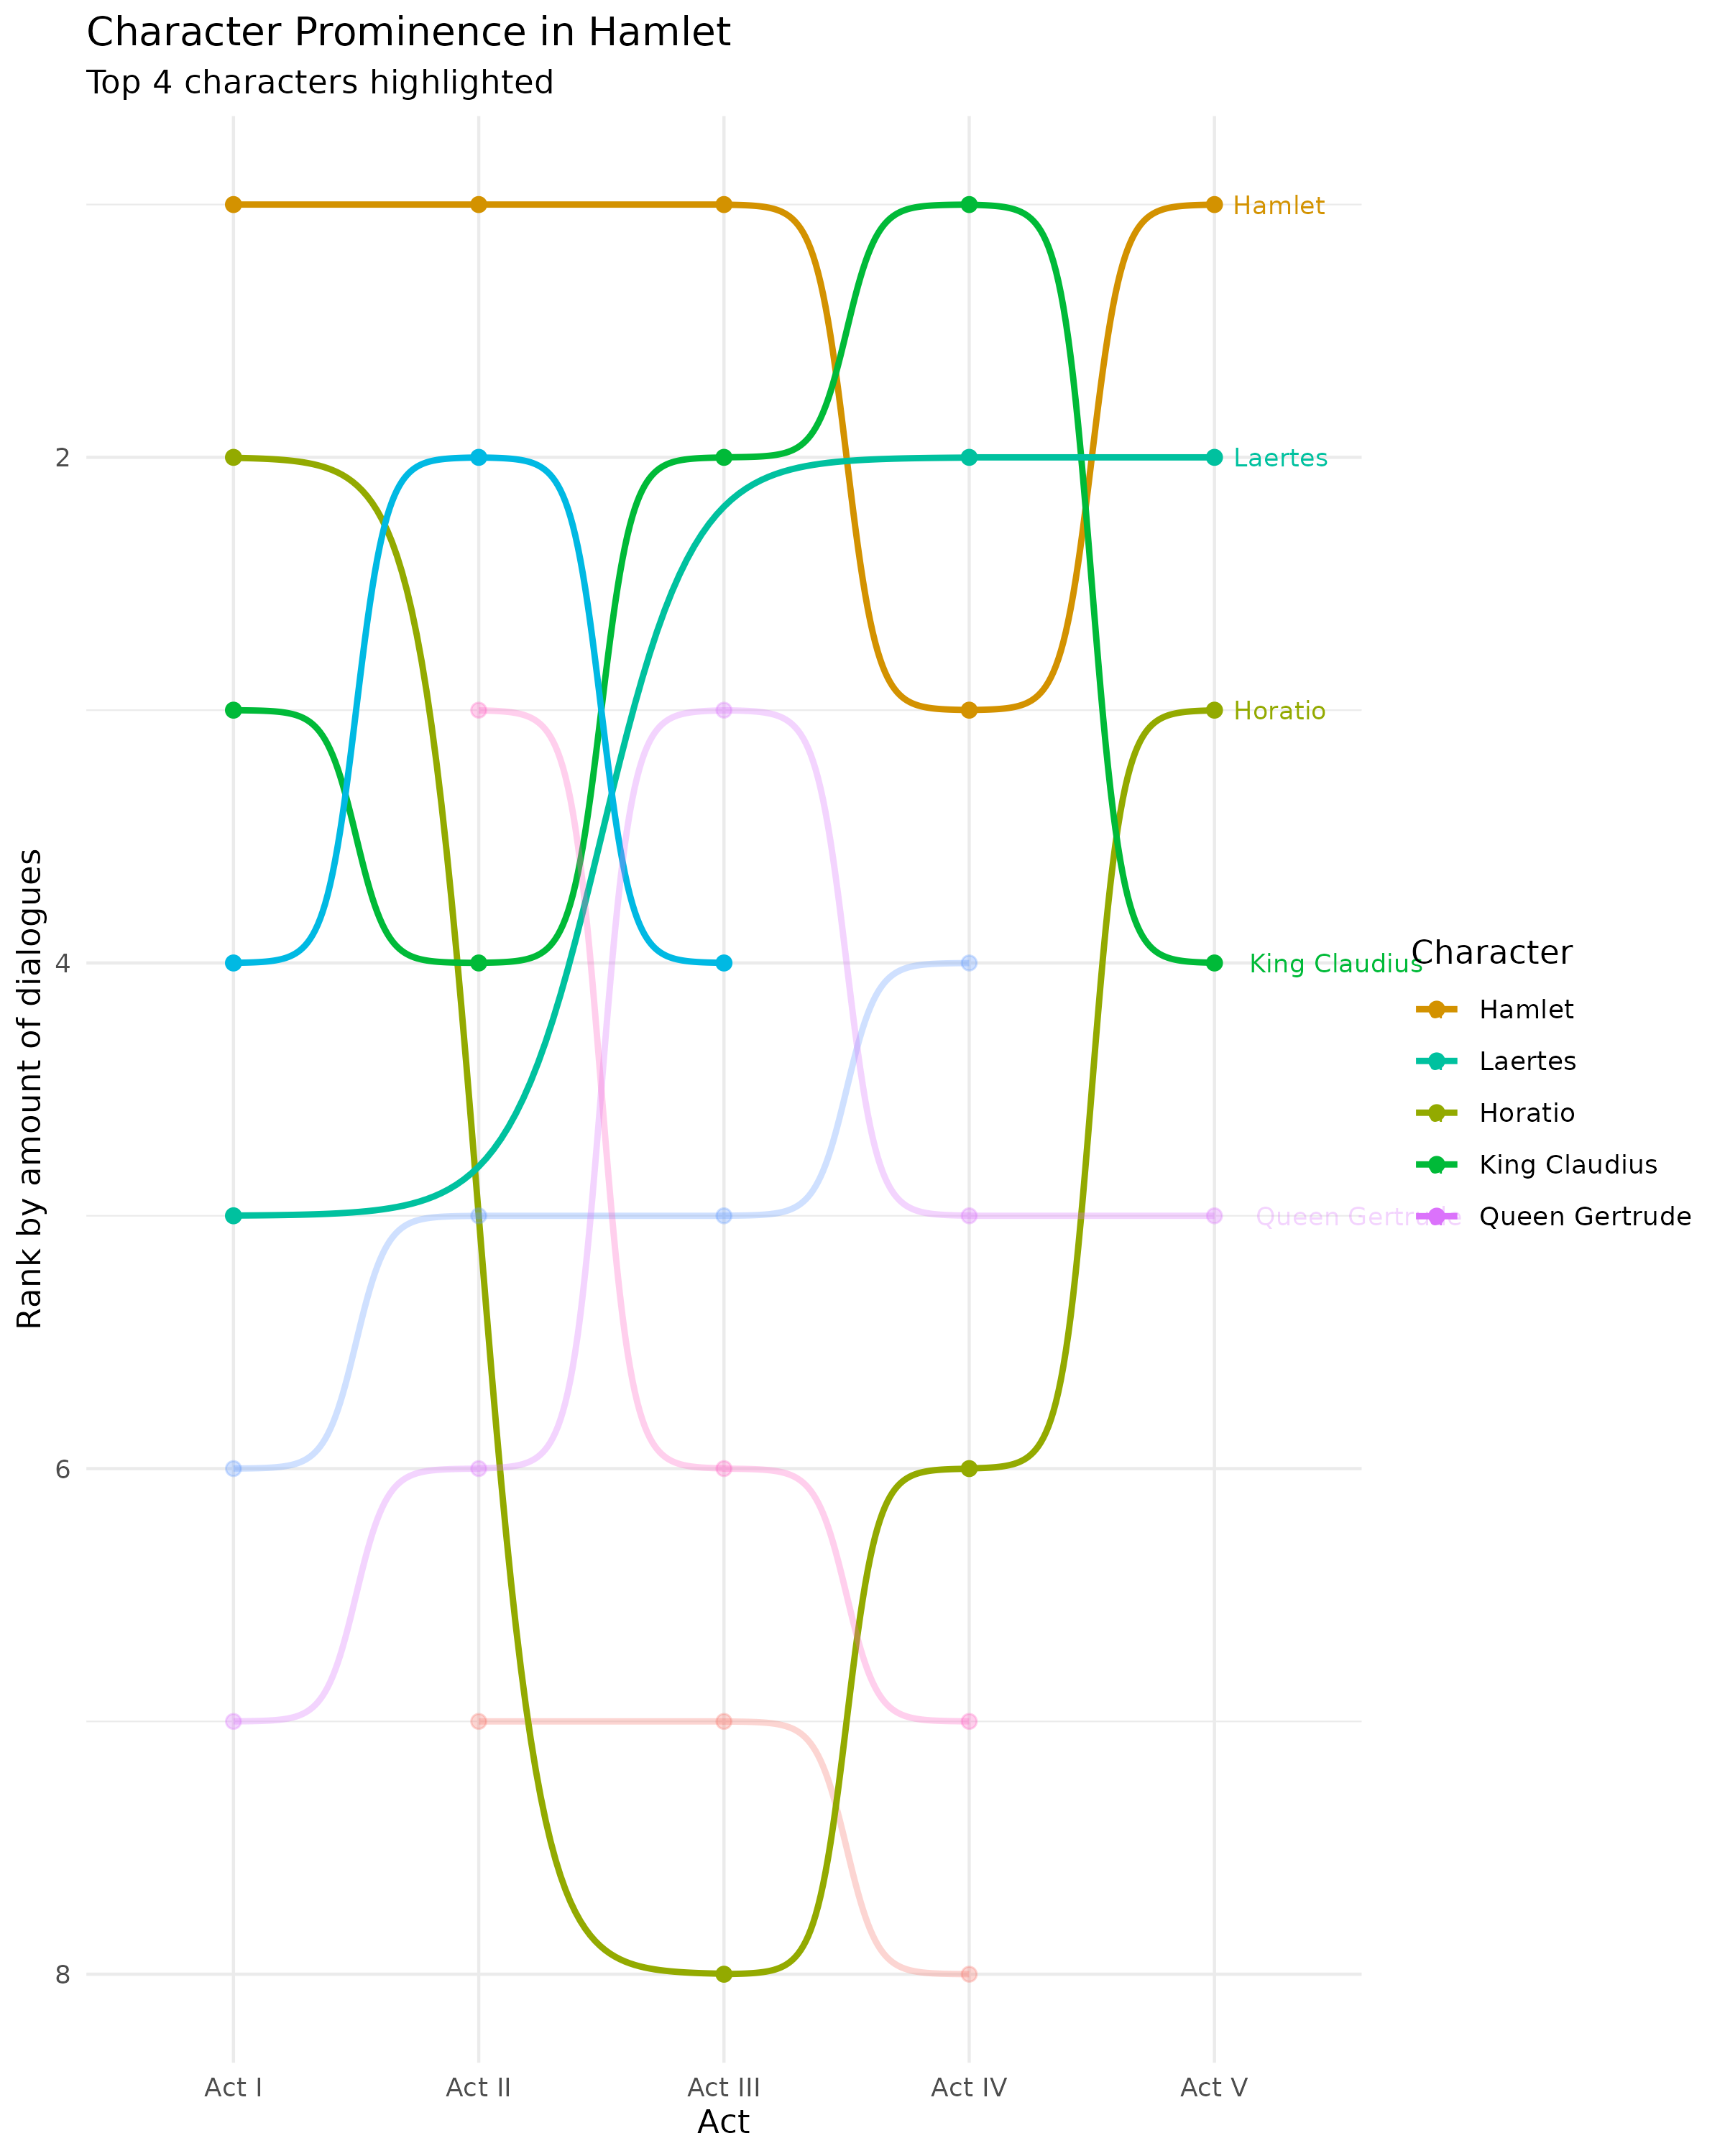 Character Prominence in Hamlet
Top 4 characters highlighted
Hamlet
2
Laertes
Horatio
Rank by amount of dialogues
4
King Claudius
Character
Hamlet
Laertes
Horatio
King Claudius
Queen Gertrude
Queen Gertrude
6
8
Act I
Act II
Act III
Act IV
Act V
Act